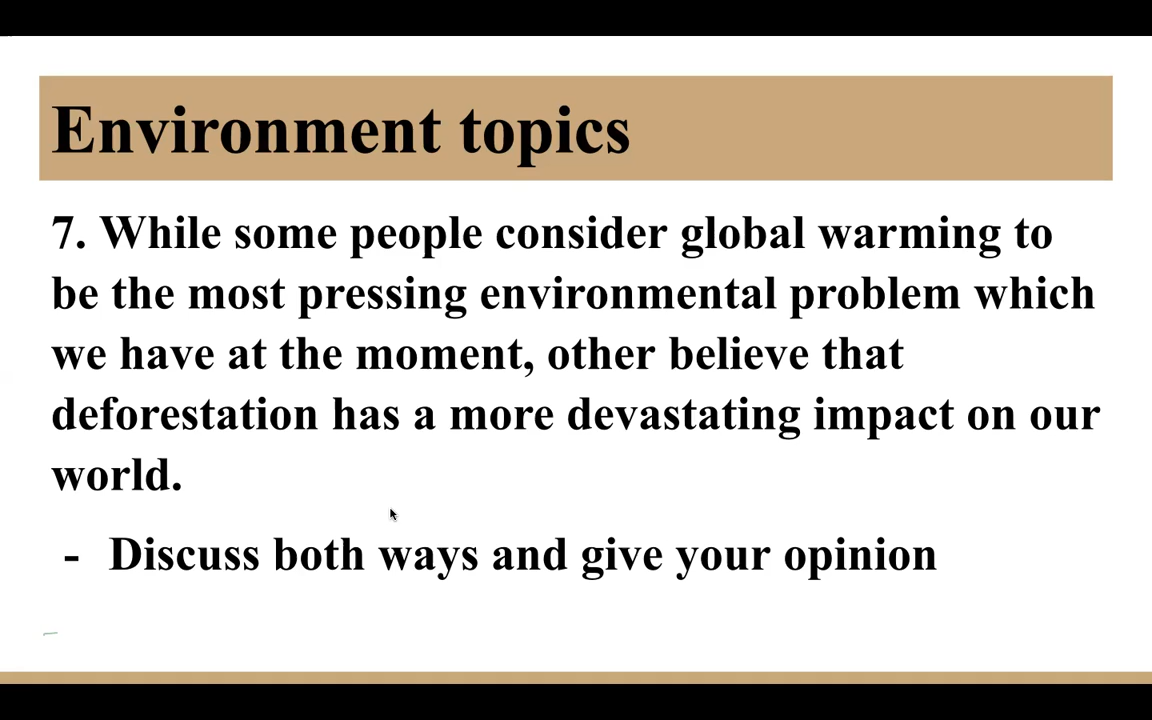 Environment topics
7. While some people consider global warming to
be the most pressing environmental problem which
we have at the moment, other believe that
deforestation has a more devastating impact on our
world.
- Discuss both ways and give your opinion